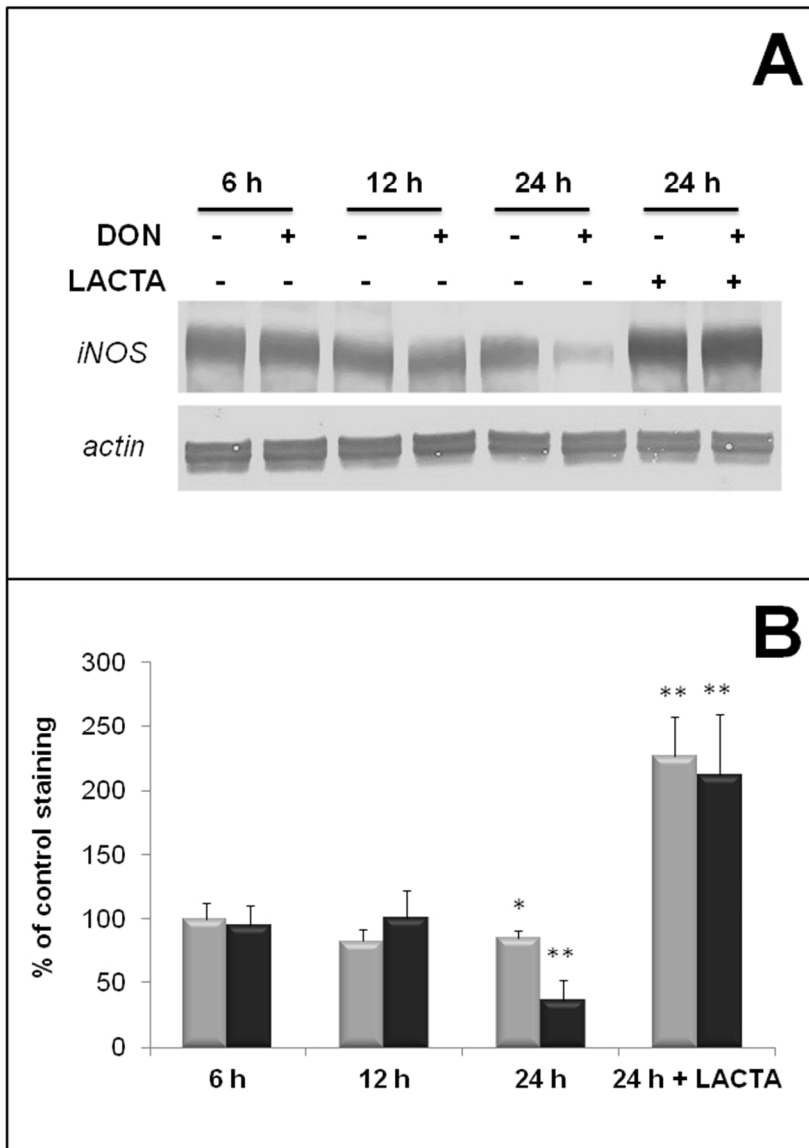 A
6 h 12 h 24 h 24 h
DON - + - + - + - +
LACTA - - - - - - + +
iNOS
actin
B
300
250
200
150
100
50
0
% of control staining
* ** ** **
6 h 12 h 24 h 24 h + LACTA